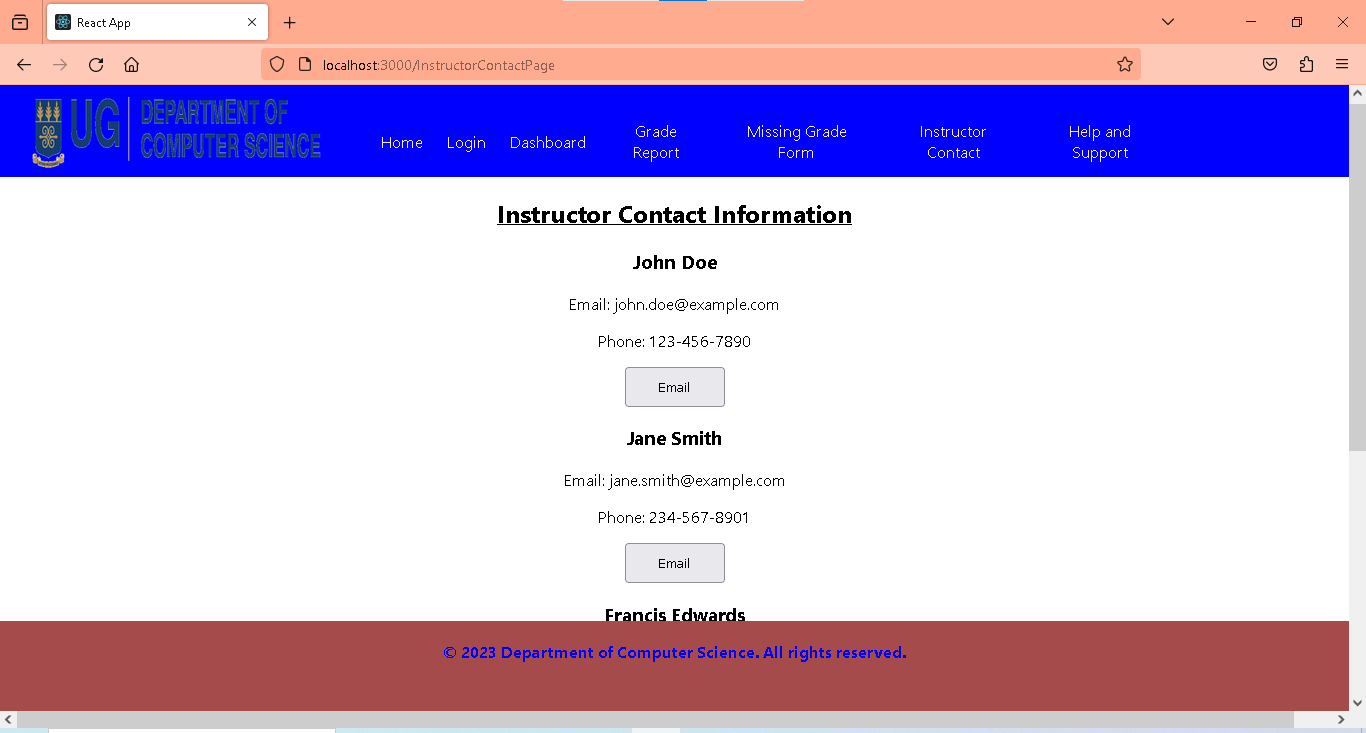 React App
localhost:3000/InstructorContactPage
UG DEPARTMENT OF
COMPUTER SCIENCE
Home
Login
Dashboard
Grade
Report
Missing Grade
Form
Instructor
Contact
Help and
Support
Instructor Contact Information
John Doe
Email: john.doe@example.com
Phone: 123-456-7890
Email
Jane Smith
Email: jane.smith@example.com
Phone: 234-567-8901
Email
Francis Edwards
© 2023 Department of Computer Science. All rights reserved.